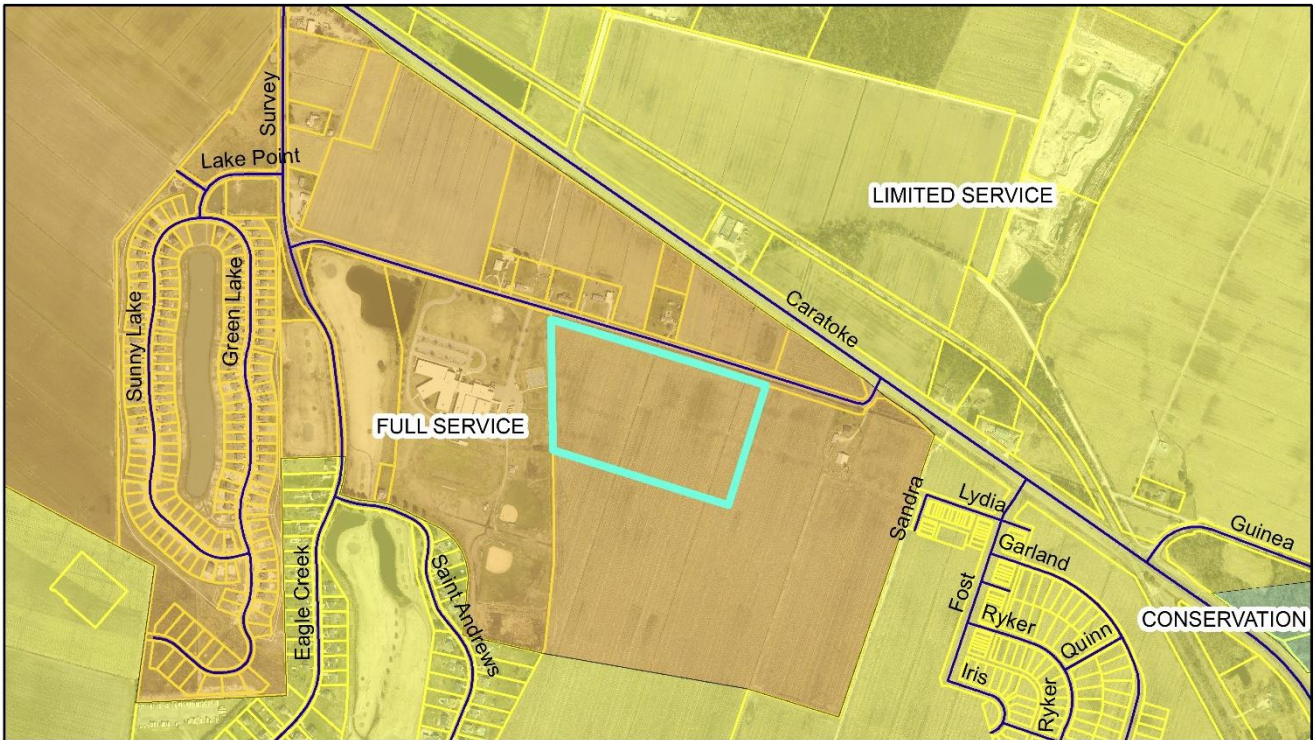 Survey
Lake Point
LIMITED SERVICE
Sunny Lake
Green Lake
Caratoke
FULL SERVICE
Sandra
Lydia
Guinea
Garland
Eagle Creek
Saint Andrews
Fost
Ryker
Quinn
CONSERVATION
Iris
Ryker